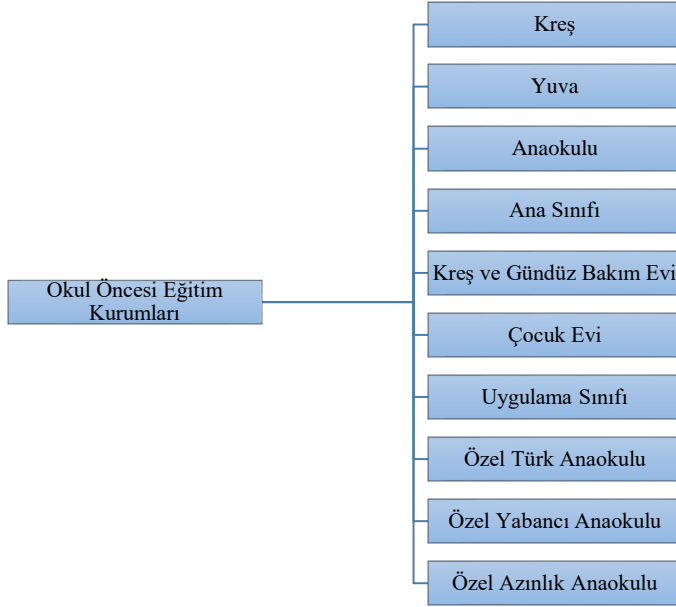 Okul Öncesi Eğitim
Kurumları
Kreş
Yuva
Anaokulu
Ana Sınıfı
Kreş ve Gündüz Bakım Evi
Çocuk Evi
Uygulama Sınıfı
Özel Türk Anaokulu
Özel Yabancı Anaokulu
Özel Azınlık Anaokulu